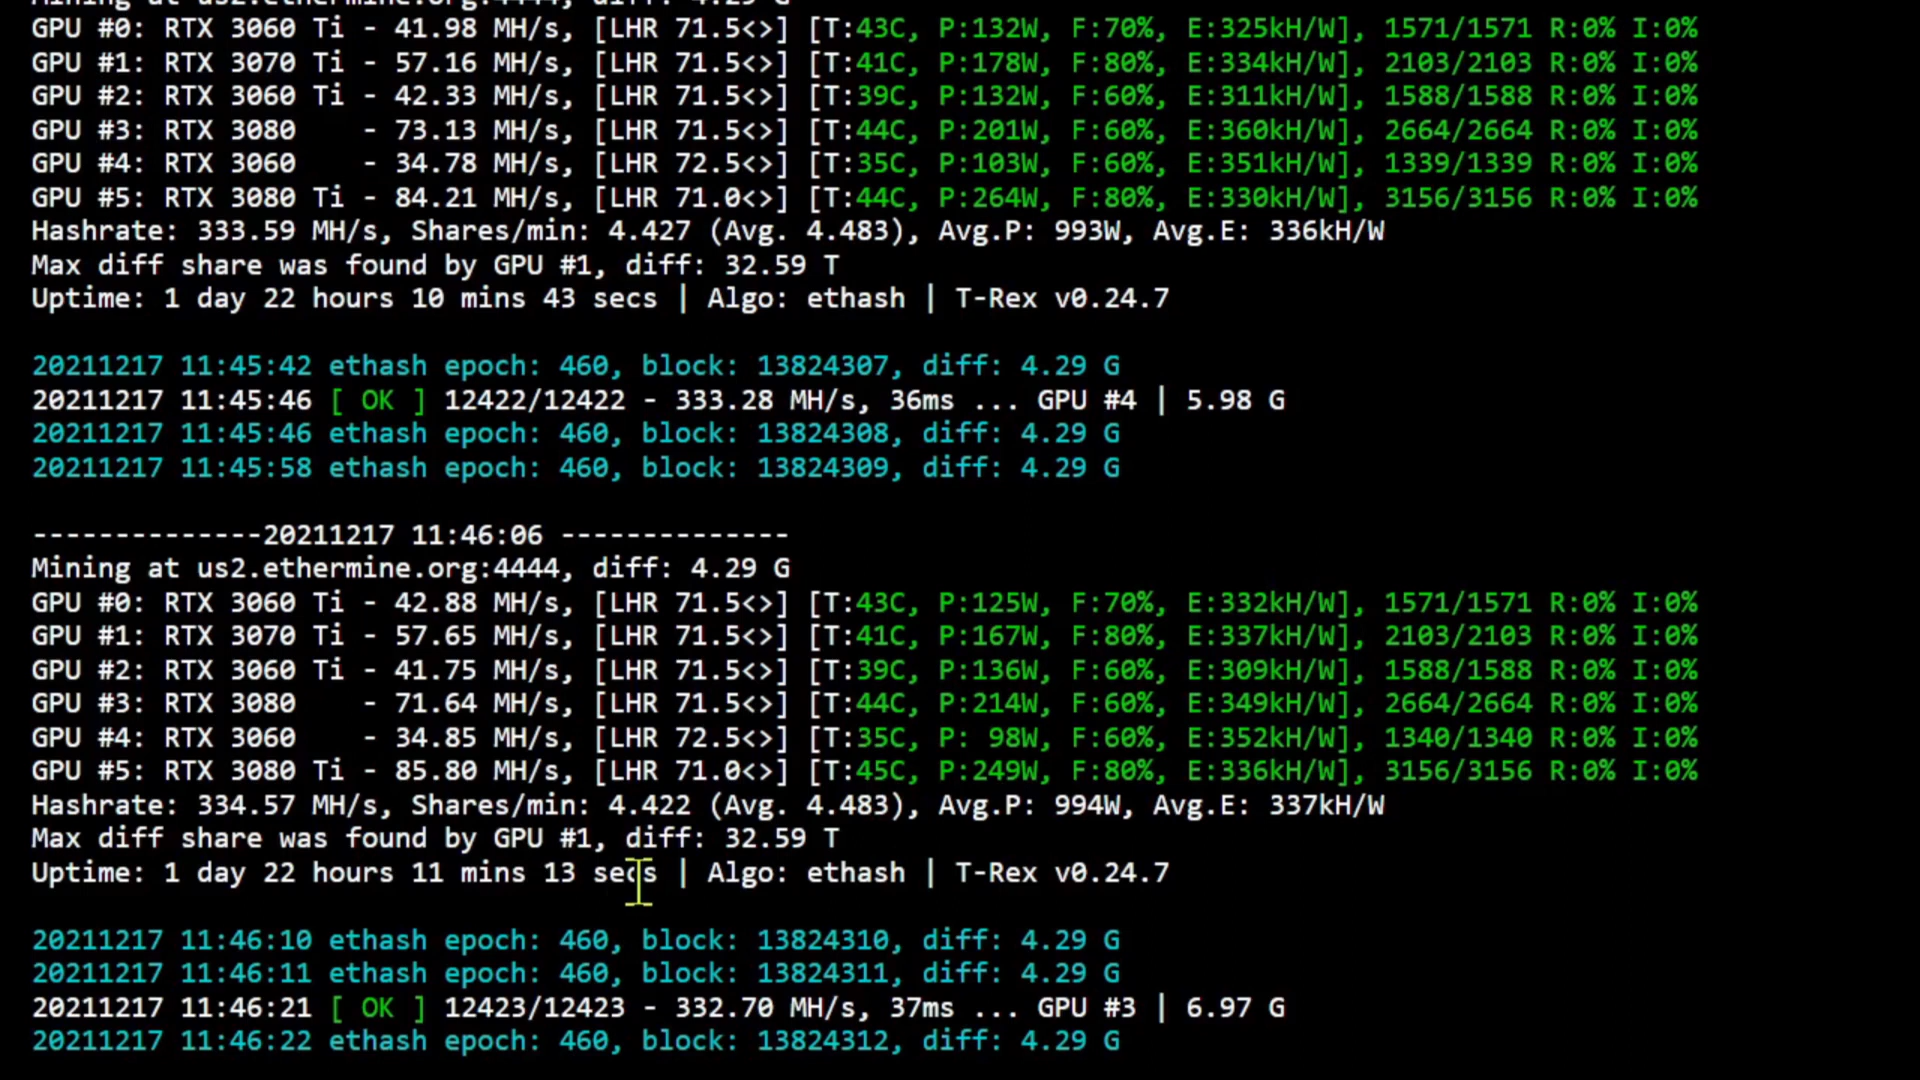 Mining at us2.ethermine.org:4444, diff: 4.29 G
GPU #0: RTX 3060 Ti - 41.98 MH/s, [LHR 71.5<>] [T:43C, P:132W, F:70%, E:325kH/W], 1571/1571 R:0% I:0%
GPU #1: RTX 3070 Ti - 57.16 MH/s, [LHR 71.5<>] [T:41C, P:178W, F:80%, E:334kH/W], 2103/2103 R:0% I:0%
GPU #2: RTX 3060 Ti - 42.33 MH/s, [LHR 71.5<>] [T:39C, P:132W, F:60%, E:311kH/W], 1588/1588 R:0% I:0%
GPU #3: RTX 3080    - 73.13 MH/s, [LHR 71.5<>] [T:44C, P:201W, F:60%, E:360kH/W], 2664/2664 R:0% I:0%
GPU #4: RTX 3060    - 34.78 MH/s, [LHR 72.5<>] [T:35C, P:103W, F:60%, E:351kH/W], 1339/1339 R:0% I:0%
GPU #5: RTX 3080 Ti - 84.21 MH/s, [LHR 71.0<>] [T:44C, P:264W, F:80%, E:330kH/W], 3156/3156 R:0% I:0%
Hashrate: 333.59 MH/s, Shares/min: 4.427 (Avg. 4.483), Avg.P: 993W, Avg.E: 336kH/W
Max diff share was found by GPU #1, diff: 32.59 T
Uptime: 1 day 22 hours 10 mins 43 secs | Algo: ethash | T-Rex v0.24.7
20211217 11:45:42 ethash epoch: 460, block: 13824307, diff: 4.29 G
20211217 11:45:46 [ OK ] 12422/12422 - 333.28 MH/s, 36ms ... GPU #4 | 5.98 G
20211217 11:45:46 ethash epoch: 460, block: 13824308, diff: 4.29 G
20211217 11:45:58 ethash epoch: 460, block: 13824309, diff: 4.29 G
--------------20211217 11:46:06 --------------
Mining at us2.ethermine.org:4444, diff: 4.29 G
GPU #0: RTX 3060 Ti - 42.88 MH/s, [LHR 71.5<>] [T:43C, P:125W, F:70%, E:332kH/W], 1571/1571 R:0% I:0%
GPU #1: RTX 3070 Ti - 57.65 MH/s, [LHR 71.5<>] [T:41C, P:167W, F:80%, E:337kH/W], 2103/2103 R:0% I:0%
GPU #2: RTX 3060 Ti - 41.75 MH/s, [LHR 71.5<>] [T:39C, P:136W, F:60%, E:309kH/W], 1588/1588 R:0% I:0%
GPU #3: RTX 3080    - 71.64 MH/s, [LHR 71.5<>] [T:44C, P:214W, F:60%, E:349kH/W], 2664/2664 R:0% I:0%
GPU #4: RTX 3060    - 34.85 MH/s, [LHR 72.5<>] [T:35C, P: 98W, F:60%, E:352kH/W], 1340/1340 R:0% I:0%
GPU #5: RTX 3080 Ti - 85.80 MH/s, [LHR 71.0<>] [T:45C, P:249W, F:80%, E:336kH/W], 3156/3156 R:0% I:0%
Hashrate: 334.57 MH/s, Shares/min: 4.422 (Avg. 4.483), Avg.P: 994W, Avg.E: 337kH/W
Max diff share was found by GPU #1, diff: 32.59 T
Uptime: 1 day 22 hours 11 mins 13 secs | Algo: ethash | T-Rex v0.24.7
20211217 11:46:10 ethash epoch: 460, block: 13824310, diff: 4.29 G
20211217 11:46:11 ethash epoch: 460, block: 13824311, diff: 4.29 G
20211217 11:46:21 [ OK ] 12423/12423 - 332.70 MH/s, 37ms ... GPU #3 | 6.97 G
20211217 11:46:22 ethash epoch: 460, block: 13824312, diff: 4.29 G